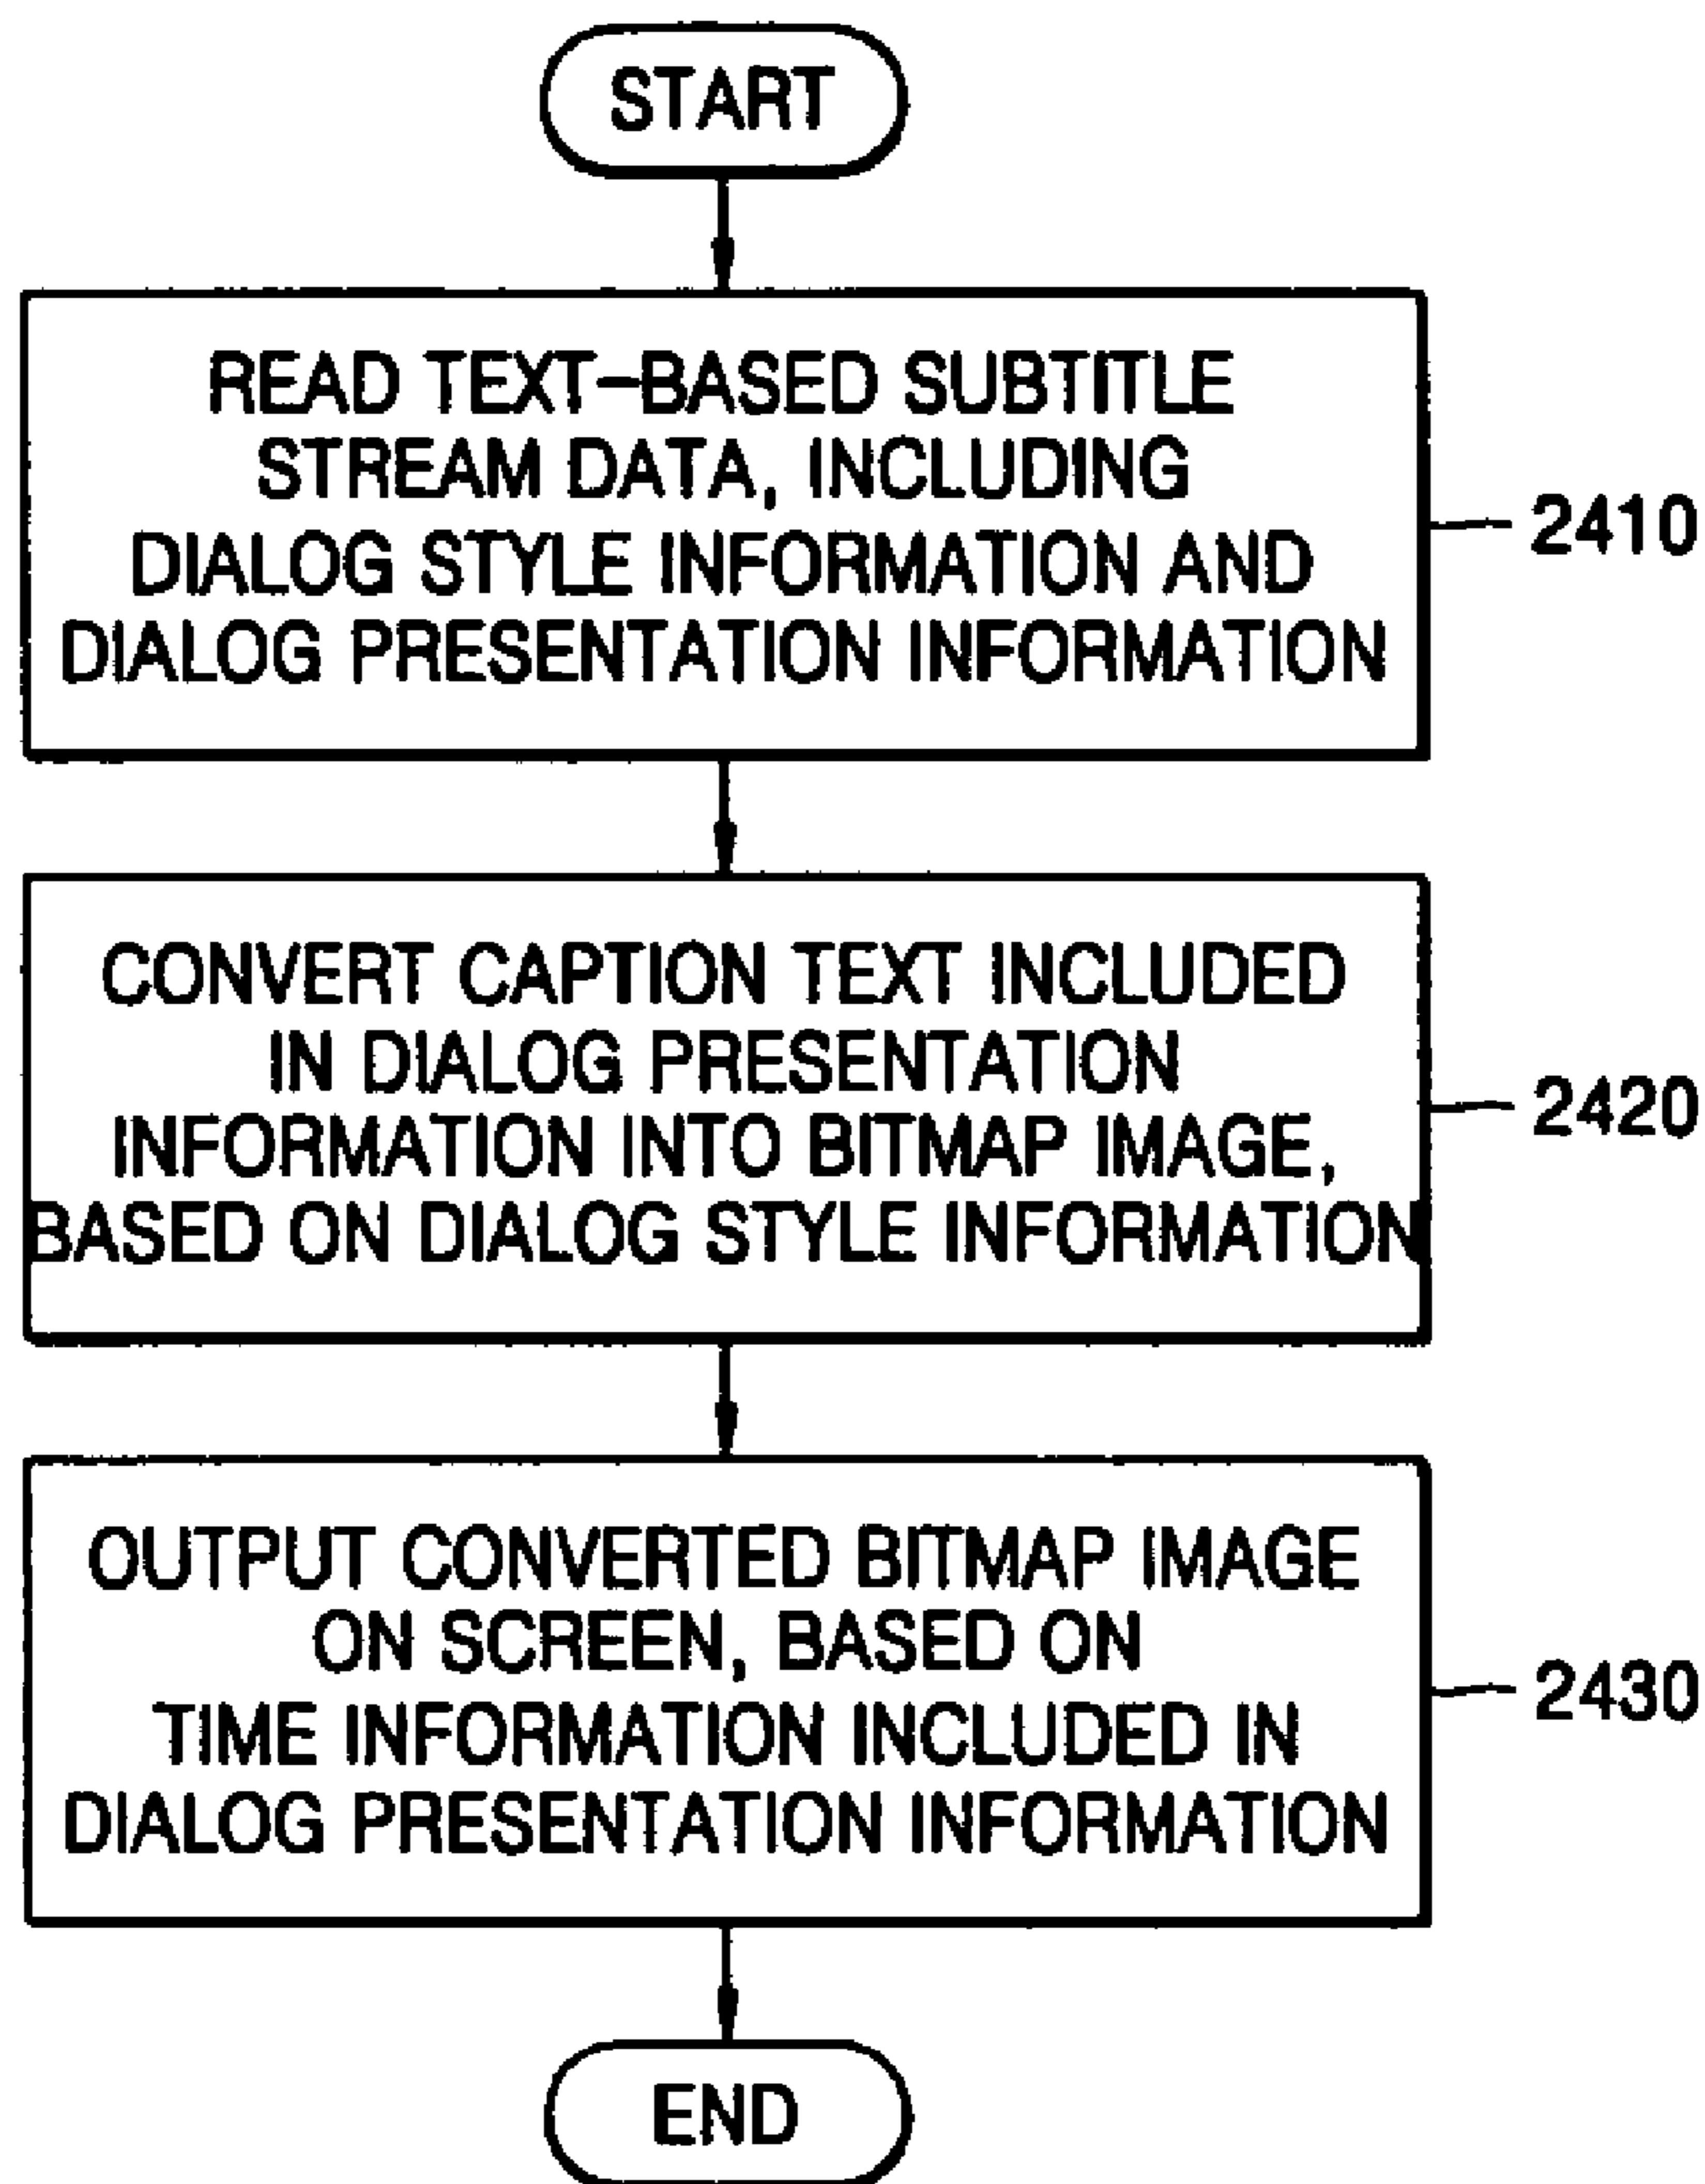 START
READ TEXT-BASED SUBTITLE
STREAM DATA, INCLUDING
DIALOG STYLE INFORMATION AND
DIALOG PRESENTATION INFORMATION
2410
CONVERT CAPTION TEXT INCLUDED
IN DIALOG PRESENTATION
INFORMATION INTO BITMAP IMAGE,
BASED ON DIALOG STYLE INFORMATION
2420
OUTPUT CONVERTED BITMAP IMAGE
ON SCREEN, BASED ON
TIME INFORMATION INCLUDED IN
DIALOG PRESENTATION INFORMATION
2430
END